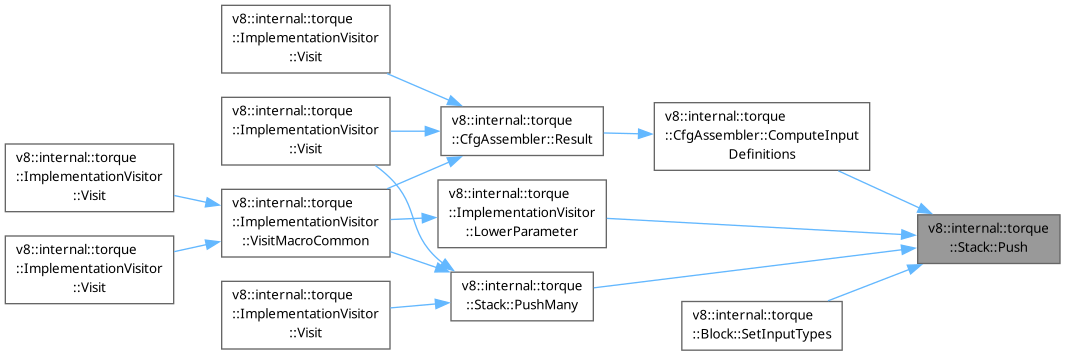 v8::internal::torque
::ImplementationVisitor
::Visit
v8::internal::torque
::ImplementationVisitor
::Visit
v8::internal::torque
::ImplementationVisitor
::Visit
v8::internal::torque
::ImplementationVisitor
::Visit
v8::internal::torque
::ImplementationVisitor
::VisitMacroCommon
v8::internal::torque
::ImplementationVisitor
::Visit
v8::internal::torque
::CfgAssembler::Result
v8::internal::torque
::ImplementationVisitor
::LowerParameter
v8::internal::torque
::Stack::PushMany
v8::internal::torque
::CfgAssembler::ComputeInput
Definitions
v8::internal::torque
::Block::SetInputTypes
v8::internal::torque
::Stack::Push